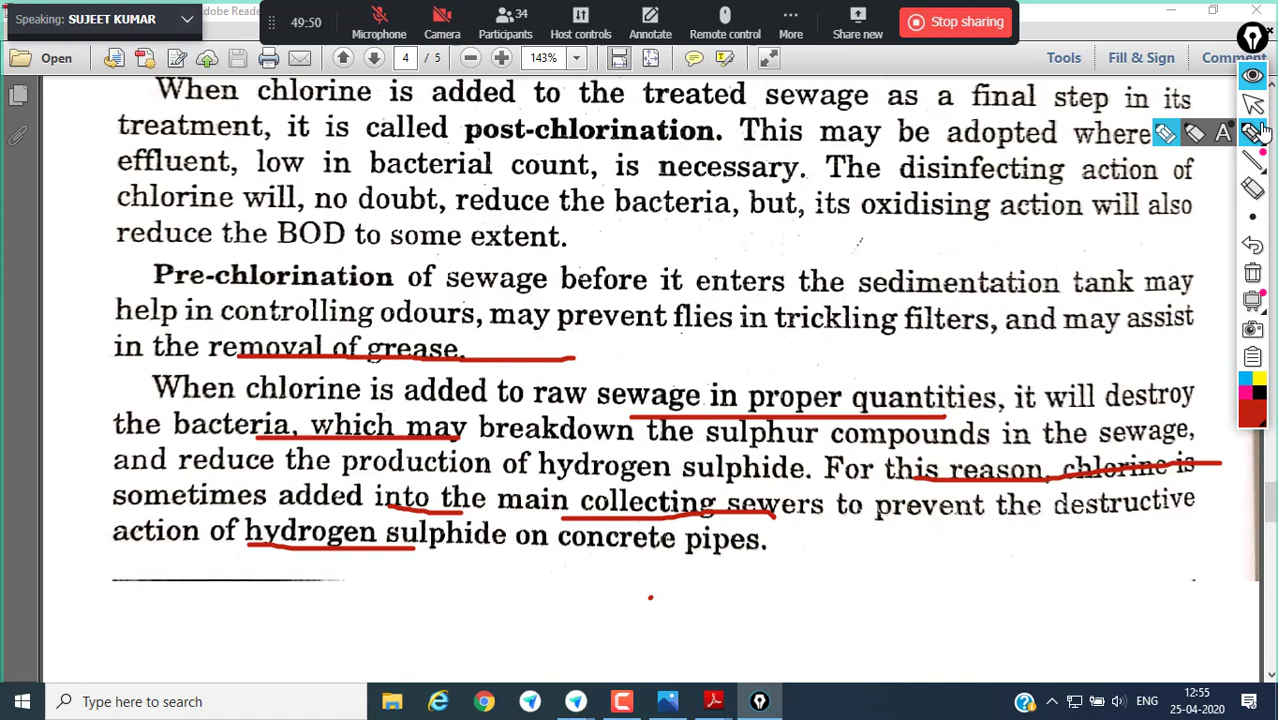 Speaking: SUJEET KUMAR
49:50
Microphone
Camera
34
Participants
Host controls
Annotate
Remote control
More
Share new
Stop sharing
Adobe Reader
Open
4 / 5
143%
Tools
Fill & Sign
Comment
When chlorine is added to the treated sewage as a final step in its
treatment, it is called post-chlorination. This may be adopted where
effluent, low in bacterial count, is necessary. The disinfecting action of
chlorine will, no doubt, reduce the bacteria, but, its oxidising action will also
reduce the BOD to some extent.
Pre-chlorination of sewage before it enters the sedimentation tank may
help in controlling odours, may prevent flies in trickling filters, and may assist
in the removal of grease.
When chlorine is added to raw sewage in proper quantities, it will destroy
the bacteria, which may breakdown the sulphur compounds in the sewage,
and reduce the production of hydrogen sulphide. For this reason, chlorine is
sometimes added into the main collecting sewers to prevent the destructive
action of hydrogen sulphide on concrete pipes.
A
Type here to search
ENG
12:55
25-04-2020